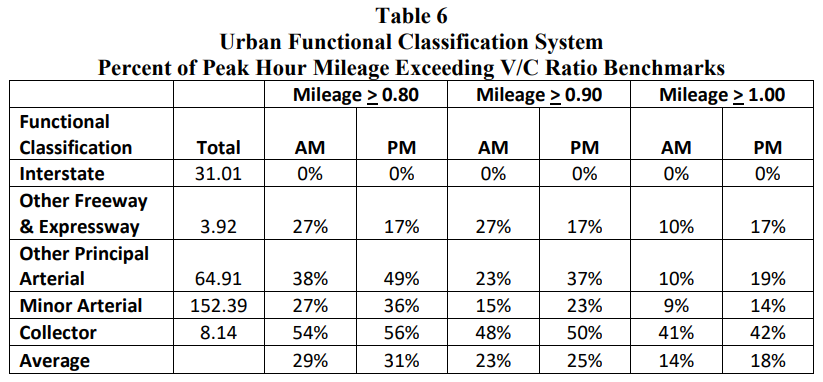 Table 6
Urban Functional Classification System
Percent of Peak Hour Mileage Exceeding V/C Ratio Benchmarks
Mileage ≥ 0.80 Mileage ≥ 0.90 Mileage ≥ 1.00
Functional
Classification Total AM PM AM PM AM PM
Interstate 31.01 0% 0% 0% 0% 0% 0%
Other Freeway
& Expressway 3.92 27% 17% 27% 17% 10% 17%
Other Principal
Arterial 64.91 38% 49% 23% 37% 10% 19%
Minor Arterial 152.39 27% 36% 15% 23% 9% 14%
Collector 8.14 54% 56% 48% 50% 41% 42%
Average 29% 31% 23% 25% 14% 18%